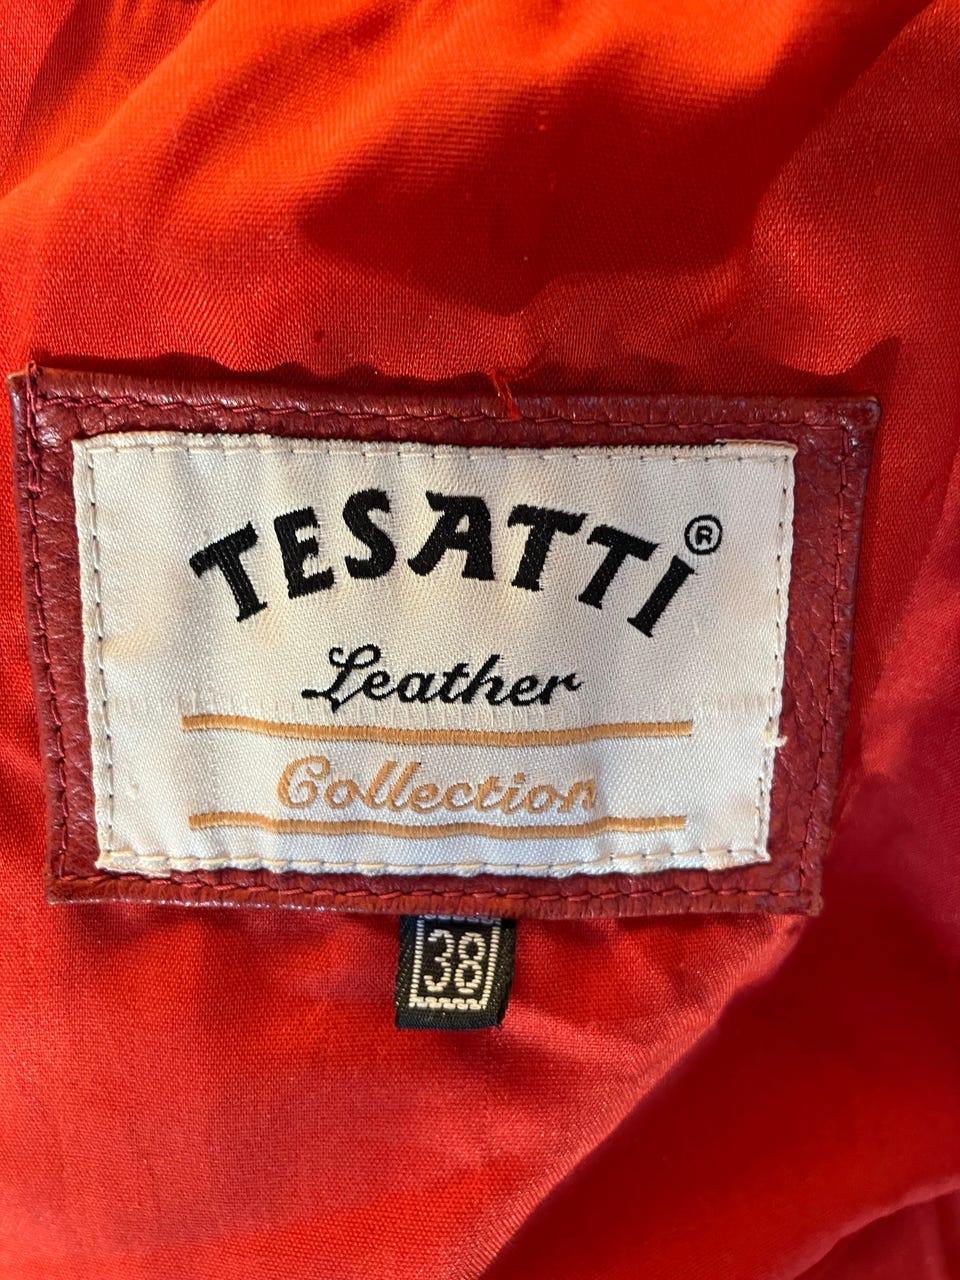 TESATTI®
Leather
Collection
38